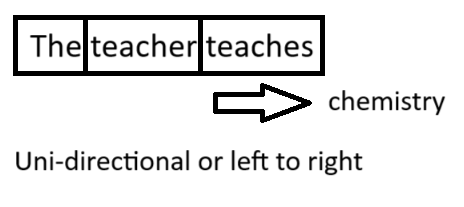 The teacher teaches
chemistry
Uni-directional or left to right